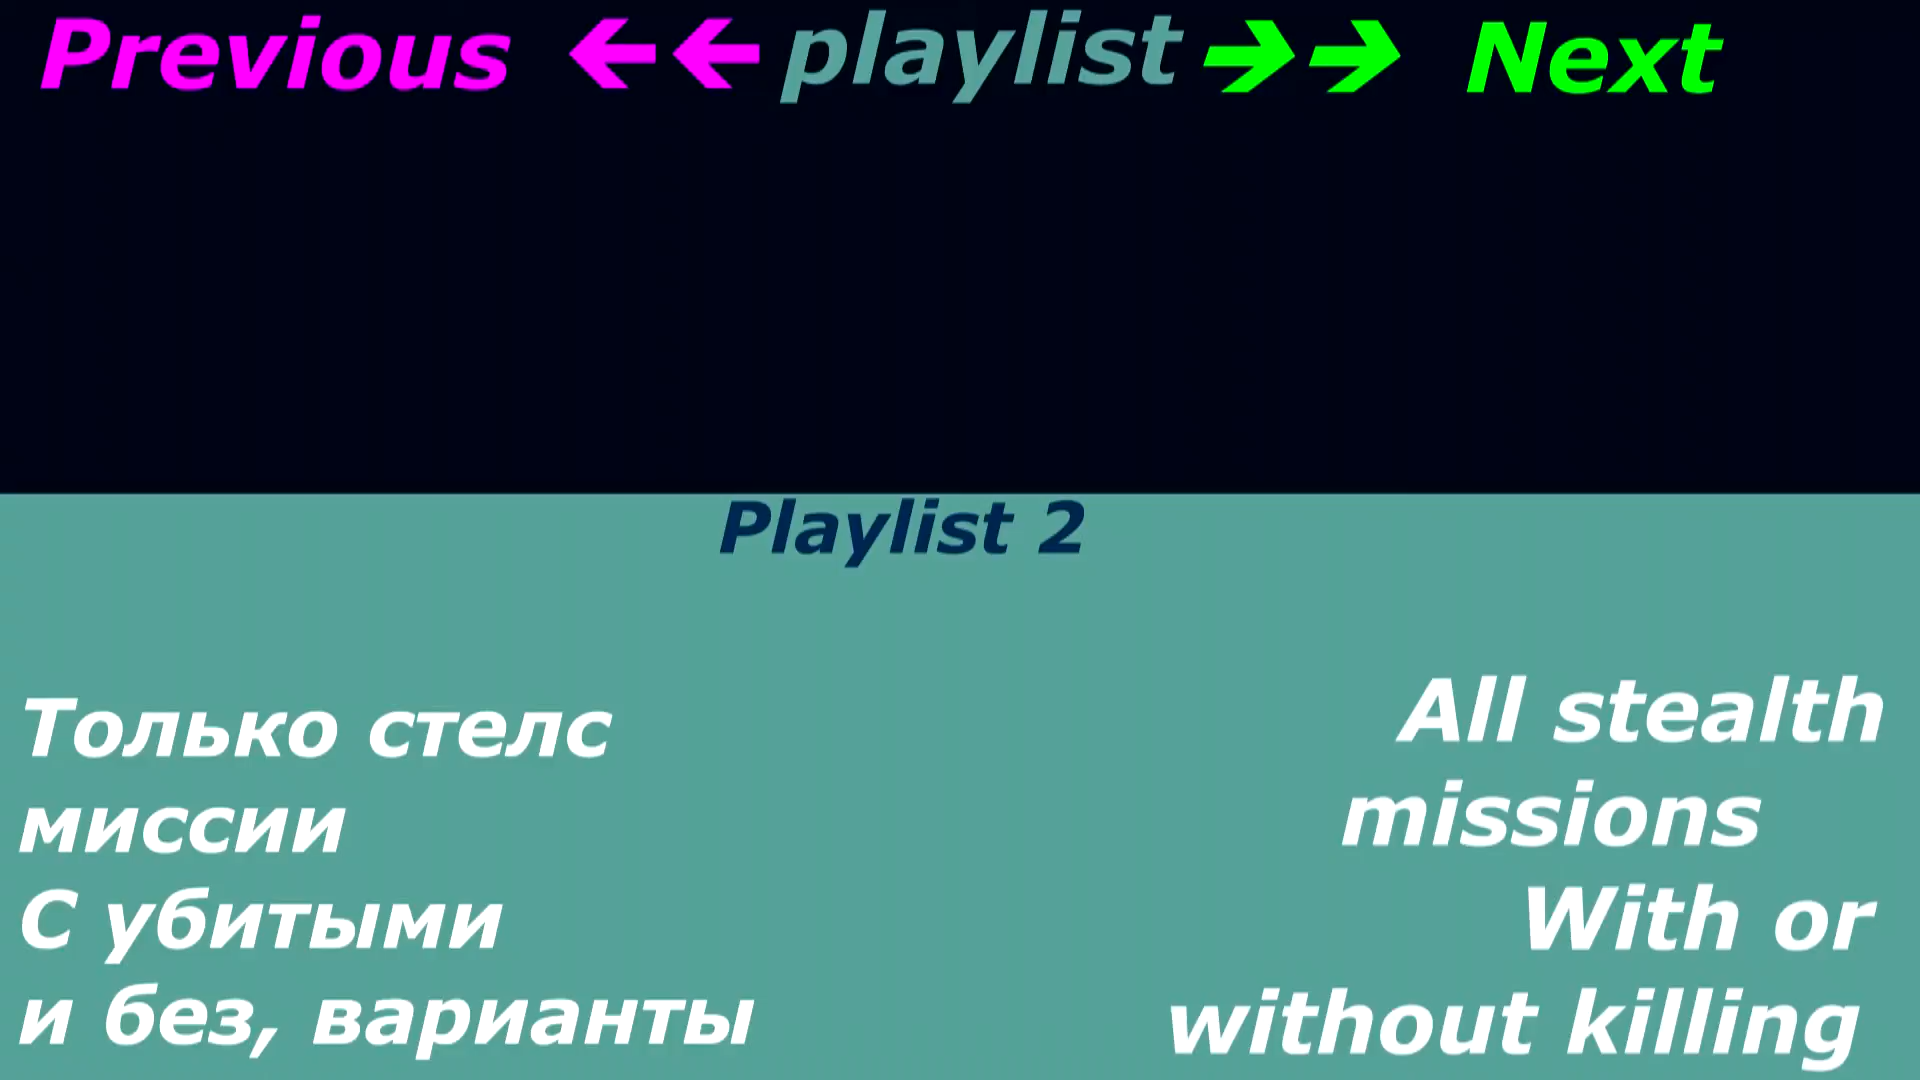 Previous 🡸🡸 playlist 🡺🡺 Next
Playlist 2
Только стелс
миссии
С убитыми
и без, варианты
All stealth
missions
With or
without killing